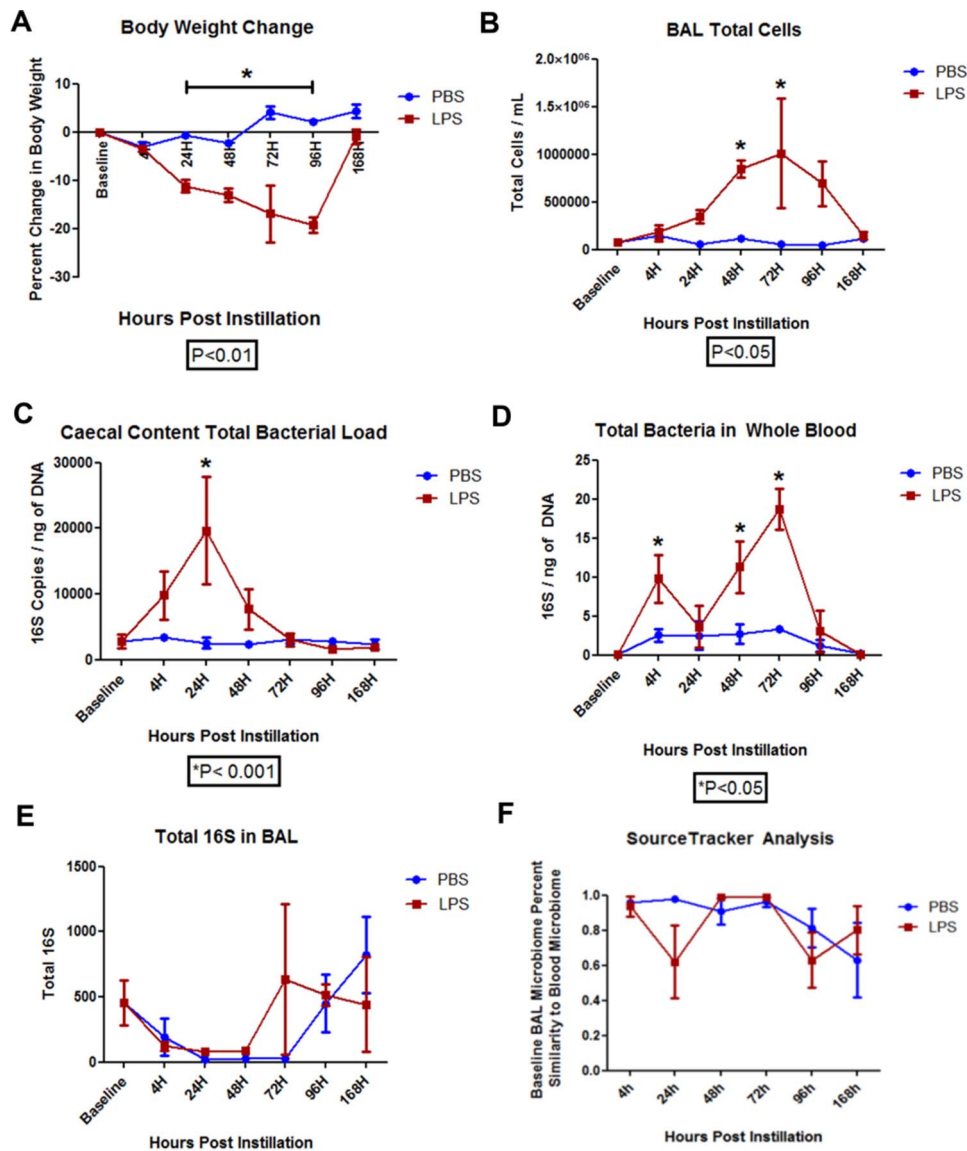 A
Body Weight Change
Percent Change in Body Weight
10
0
-10
-20
-30
*
Baseline
4H
24H
48H
72H
96H
168H
PBS
LPS
Hours Post Instillation
P<0.01
B
BAL Total Cells
Total Cells / mL
2.0×10⁰⁶
1.5×10⁰⁶
1000000
500000
0
*
*
Baseline
4H
24H
48H
72H
96H
168H
PBS
LPS
Hours Post Instillation
P<0.05
C
Caecal Content Total Bacterial Load
16S Copies / ng of DNA
30000
20000
10000
0
*
Baseline
4H
24H
48H
72H
96H
168H
PBS
LPS
Hours Post Instillation
*P< 0.001
D
Total Bacteria in Whole Blood
16S / ng of DNA
25
20
15
10
5
0
*
*
*
Baseline
4H
24H
48H
72H
96H
168H
PBS
LPS
Hours Post Instillation
*P<0.05
E
Total 16S in BAL
Total 16S
1500
1000
500
0
Baseline
4H
24H
48H
72H
96H
168H
PBS
LPS
Hours Post Instillation
F
SourceTracker Analysis
Baseline BAL Microbiome Percent
Similarity to Blood Microbiome
1.0
0.8
0.6
0.4
0.2
0.0
4h
24h
48h
72h
96h
168h
PBS
LPS
Hours Post Instillation